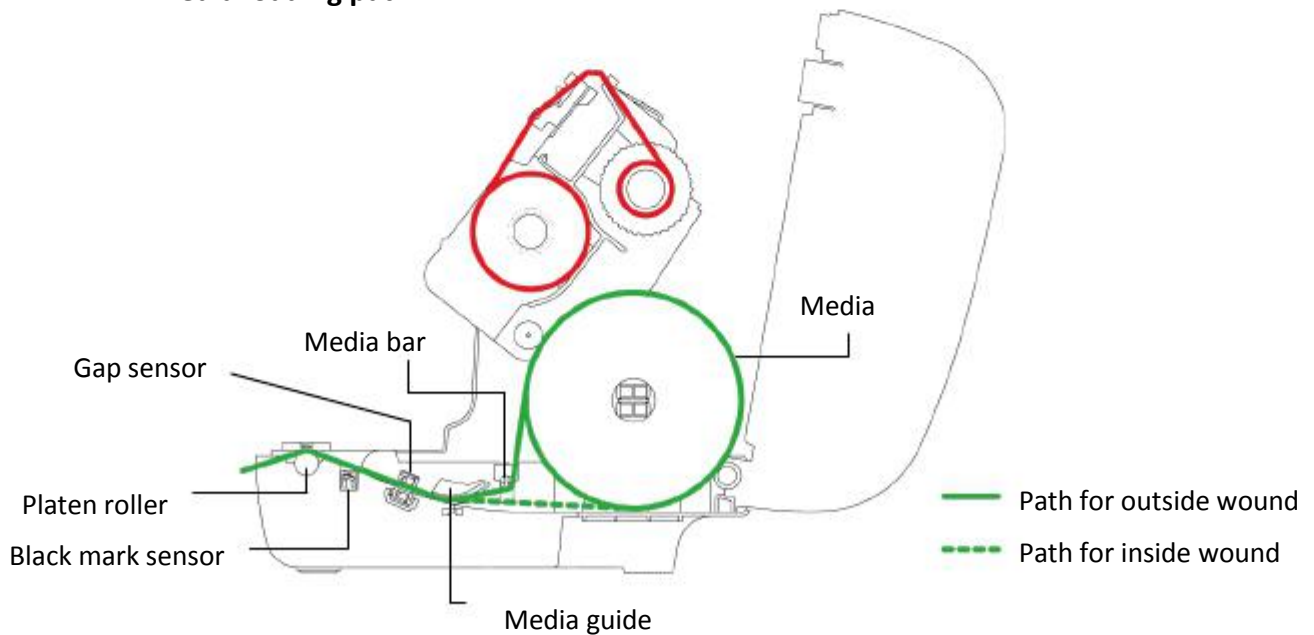 Media
Media bar
Gap sensor
Platen roller
Path for outside wound
Black mark sensor
Path for inside wound
Media guide